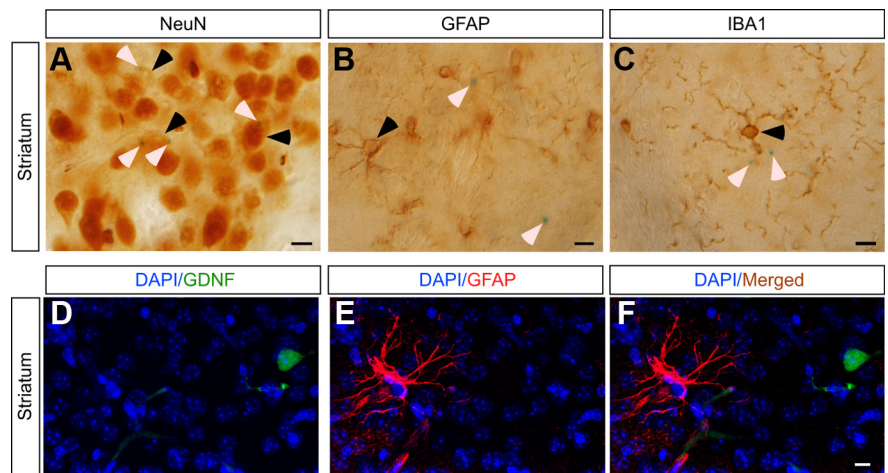 NeuN
GFAP
IBA1
Striatum
A
B
C
DAPI/GDNF
DAPI/GFAP
DAPI/Merged
Striatum
D
E
F